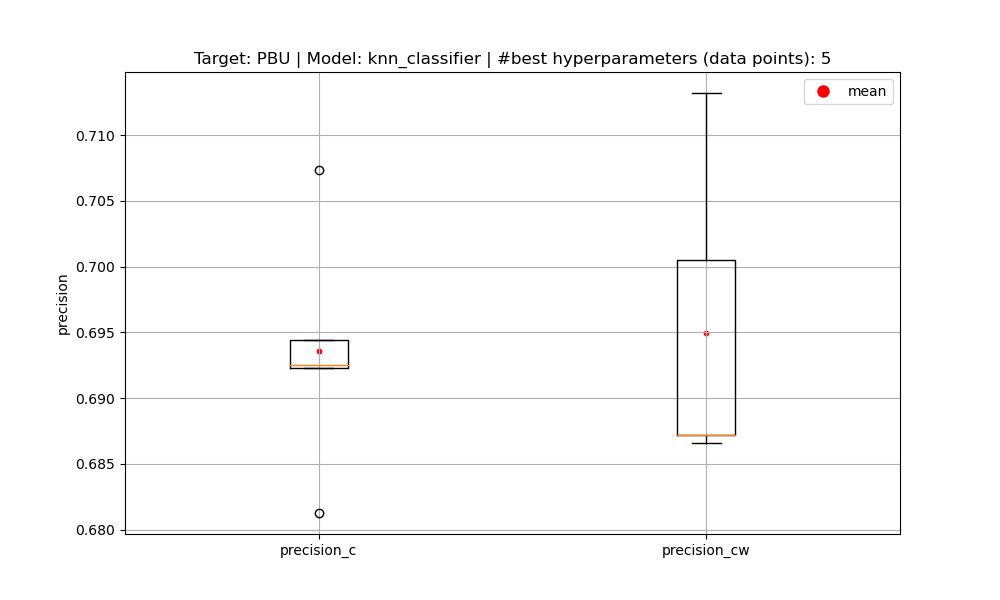 Target: PBU | Model: knn_classifier | #best hyperparameters (data points): 5
mean
0.710
0.705
0.700
0.695
0.690
0.685
0.680
precision
precision_c
precision_cw